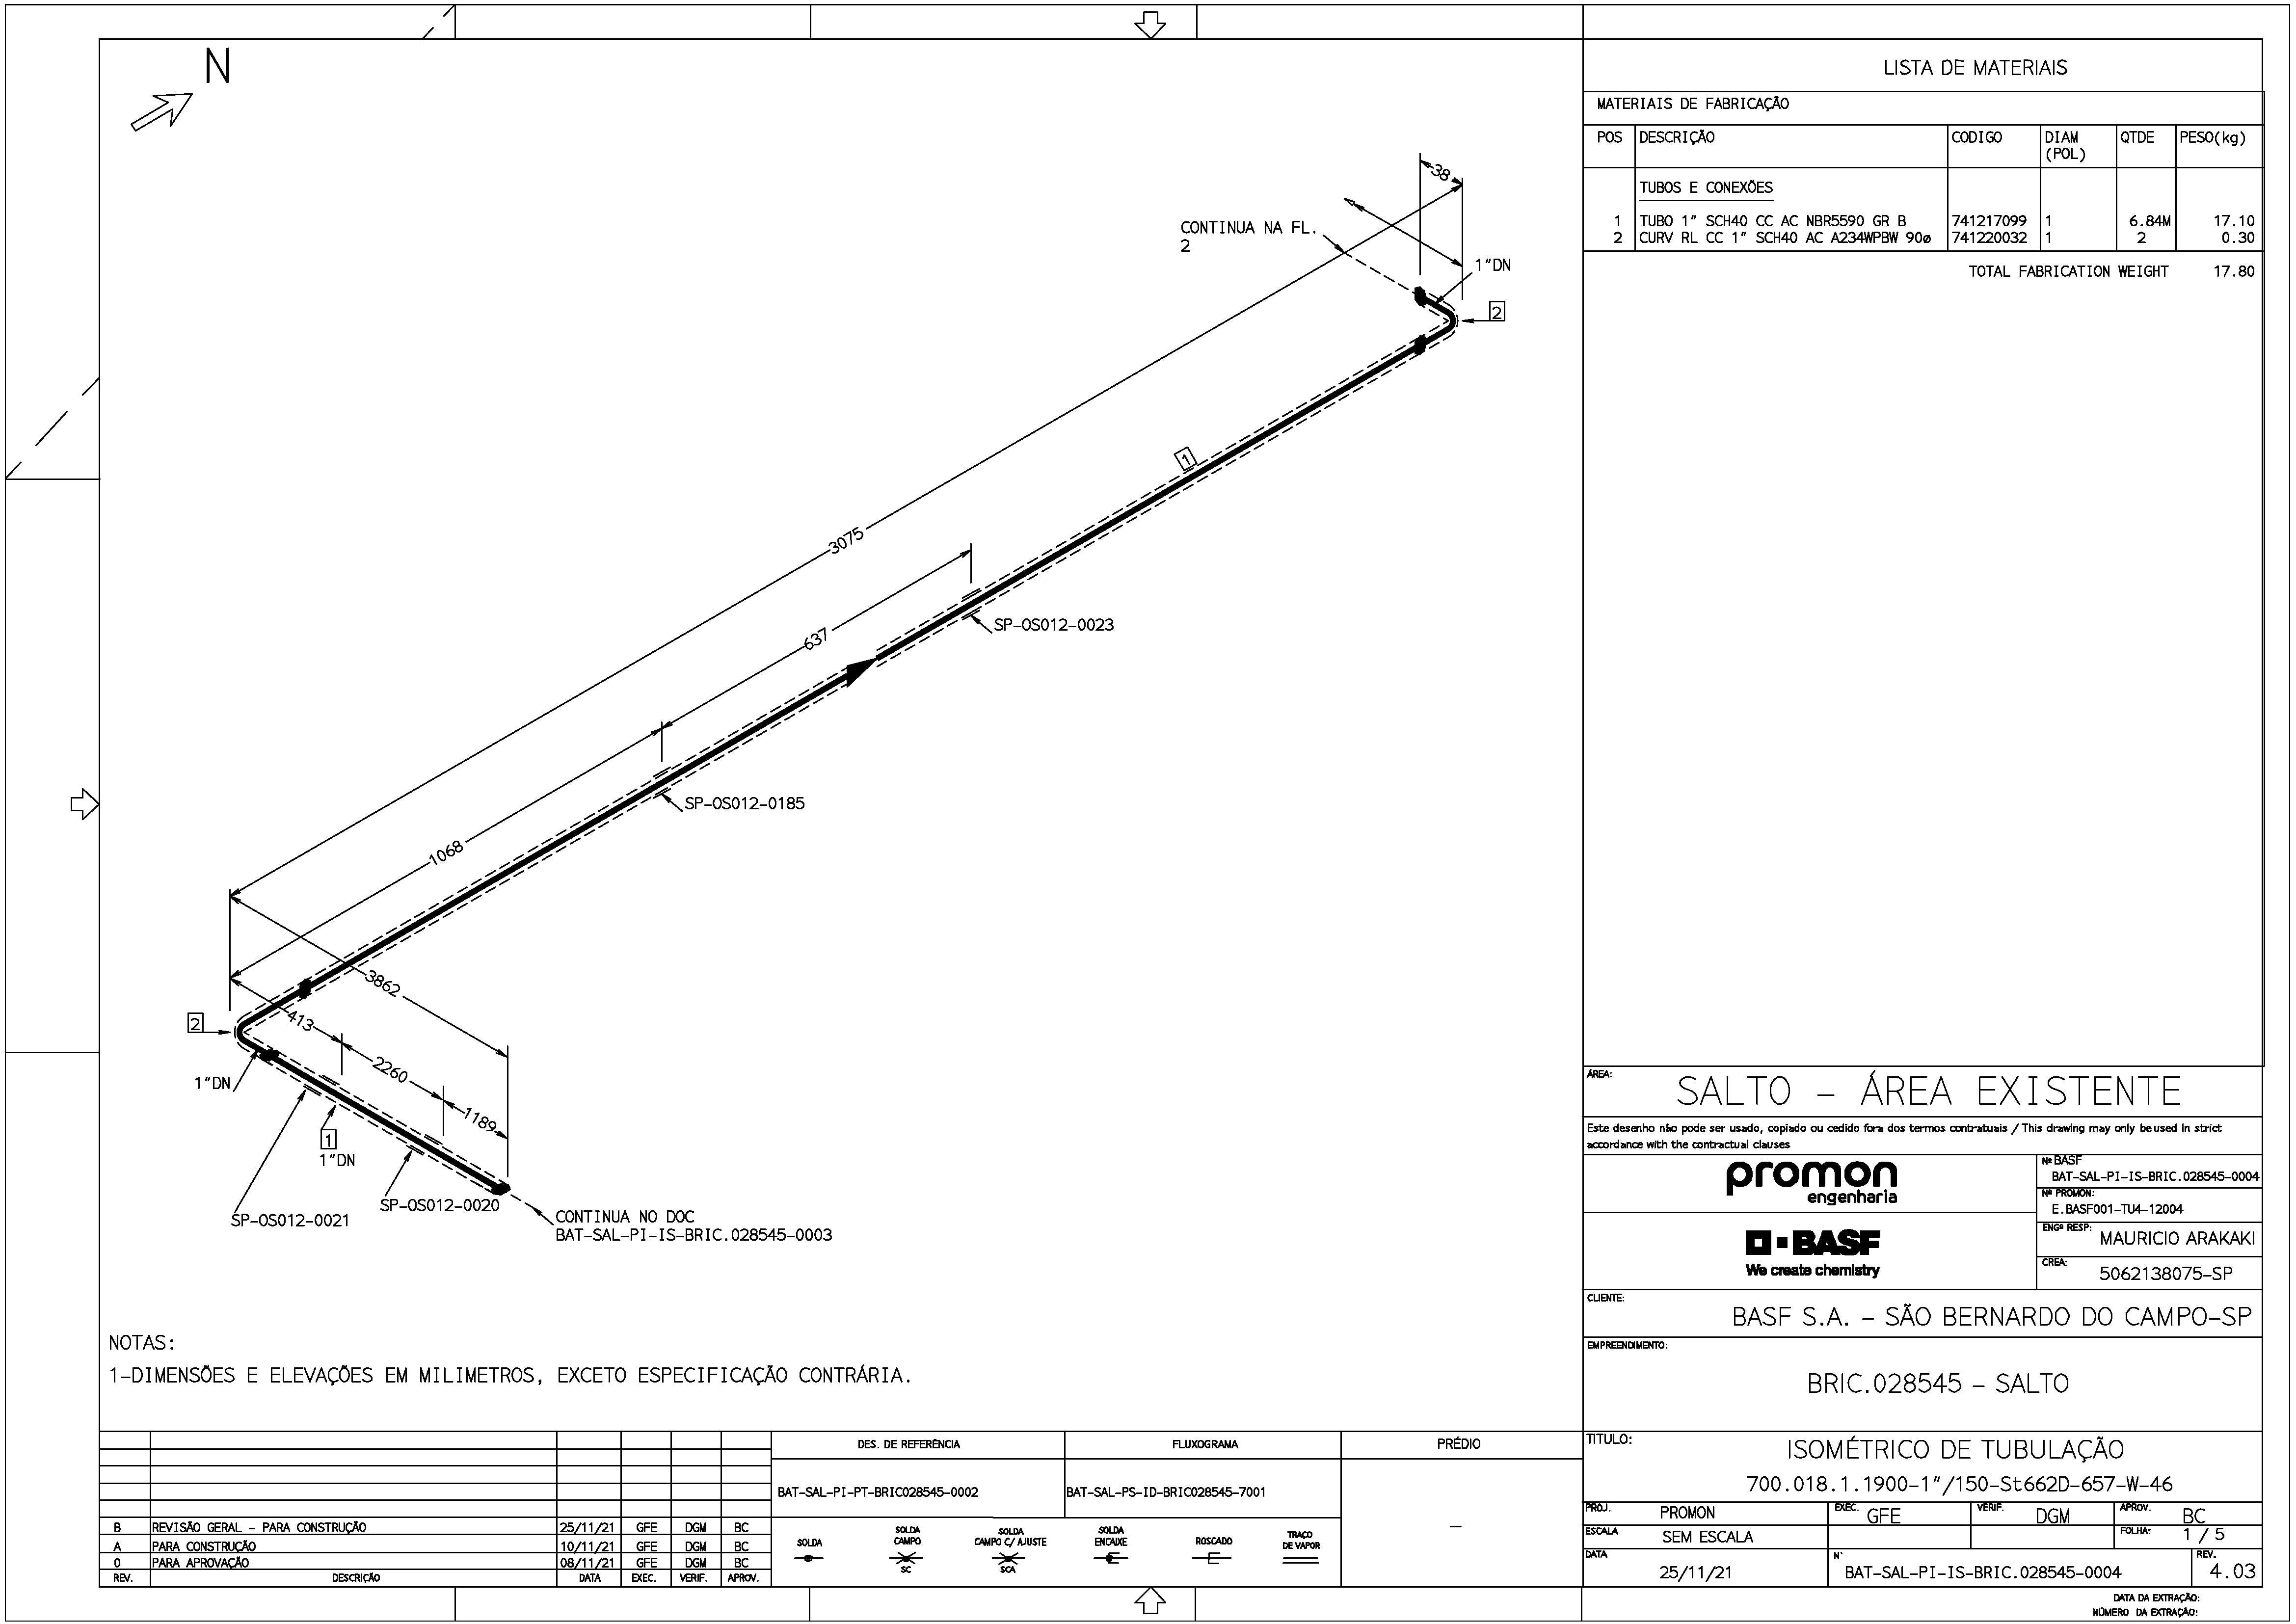 N
38
CONTINUA NA FL.
2
1"DN
2
1
3075
637
SP-OS012-0023
SP-OS012-0185
1068
3862
413
2
2260
1"DN
1189
1
1"DN
SP-OS012-0020
SP-OS012-0021
CONTINUA NO DOC
BAT-SAL-PI-IS-BRIC.028545-0003
NOTAS:
1-DIMENSÕES E ELEVAÇÕES EM MILIMETROS, EXCETO ESPECIFICAÇÃO CONTRÁRIA.
LISTA DE MATERIAIS
MATERIAIS DE FABRICAÇÃO
POS DESCRIÇÃO CODIGO DIAM (POL) QTDE PESO(kg)
TUBOS E CONEXÕES
1 TUBO 1" SCH40 CC AC NBR5590 GR B 741217099 1 6.84M 17.10
2 CURV RL CC 1" SCH40 AC A234WPBW 90ø 741220032 1 2 0.30
TOTAL FABRICATION WEIGHT 17.80
ÁREA:
SALTO - ÁREA EXISTENTE
Este desenho não pode ser usado, copiado ou cedido fora dos termos contratuais / This drawing may only be used in strict
accordance with the contractual clauses
promon
engenharia
Nº BASF
BAT-SAL-PI-IS-BRIC.028545-0004
Nº PROMON:
E.BASF001-TU4-12004
BASF
We create chemistry
ENGº RESP:
MAURICIO ARAKAKI
CREA:
5062138075-SP
CLIENTE:
BASF S.A. - SÃO BERNARDO DO CAMPO-SP
EMPREENDIMENTO:
BRIC.028545 - SALTO
TITULO:
ISOMÉTRICO DE TUBULAÇÃO
700.018.1.1900-1"/150-St662D-657-W-46
PROJ. PROMON EXEC. GFE VERIF. DGM APROV. BC
ESCALA SEM ESCALA FOLHA: 1 / 5
DATA 25/11/21 N° BAT-SAL-PI-IS-BRIC.028545-0004 REV. 4.03
DATA DA EXTRAÇÃO:
NÚMERO DA EXTRAÇÃO:
B REVISÃO GERAL - PARA CONSTRUÇÃO 25/11/21 GFE DGM BC
A PARA CONSTRUÇÃO 10/11/21 GFE DGM BC
0 PARA APROVAÇÃO 08/11/21 GFE DGM BC
REV. DESCRIÇÃO DATA EXEC. VERIF. APROV.
DES. DE REFERÊNCIA FLUXOGRAMA PRÉDIO
BAT-SAL-PI-PT-BRIC028545-0002 BAT-SAL-PS-ID-BRIC028545-7001 -
SOLDA
SOLDA CAMPO
SC
SOLDA CAMPO C/ AJUSTE
SCA
SOLDA ENCAIXE
ROSCADO
TRAÇO DE VAPOR